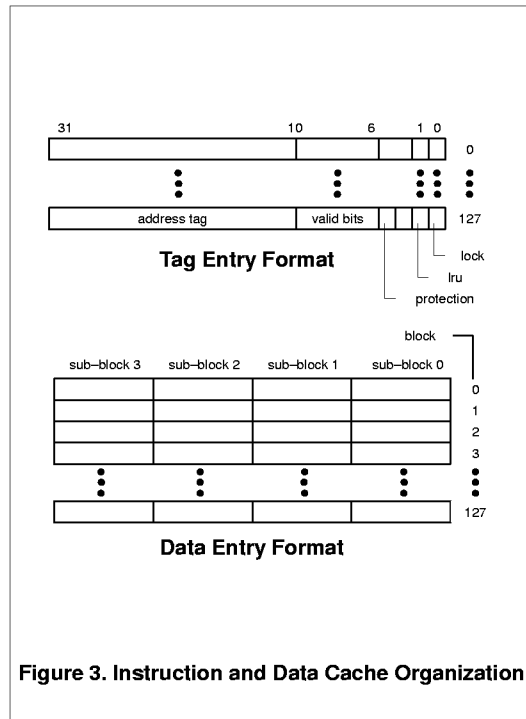 31 10 6 1 0
0
address tag valid bits 127
lock
Tag Entry Format
lru
protection
block
sub–block 3 sub–block 2 sub–block 1 sub–block 0
0
1
2
3
127
Data Entry Format
Figure 3. Instruction and Data Cache Organization